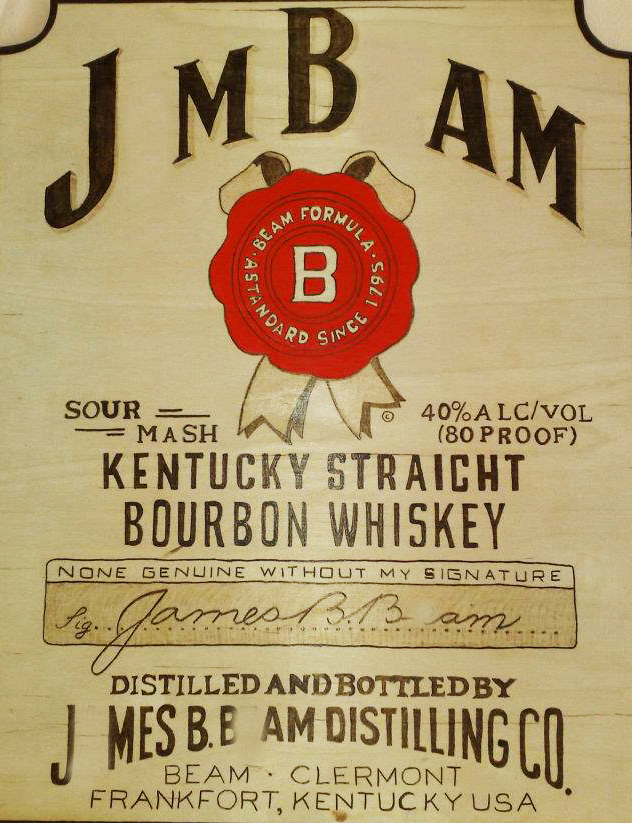 J M B AM
BEAM FORMULA
B
A STANDARD SINCE 1795
©
SOUR
MASH
40% ALC/VOL
(80 PROOF)
KENTUCKY STRAIGHT
BOURBON WHISKEY
NONE GENUINE WITHOUT MY SIGNATURE
Sig. James B. B am
DISTILLED AND BOTTLED BY
J MES B. B AM DISTILLING CO.
BEAM · CLERMONT
FRANKFORT, KENTUCKY USA